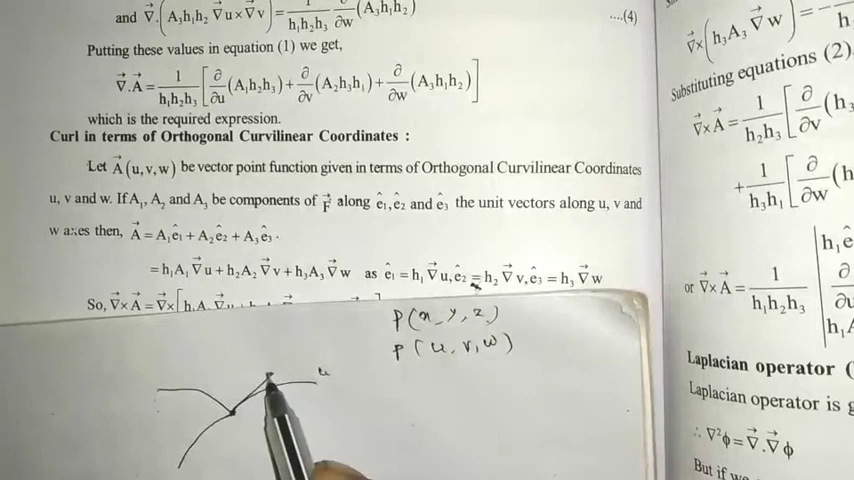 and ∇⃗.(A₃h₁h₂ ∇⃗u×∇⃗v) = 1/h₁h₂h₃ ∂/∂w (A₃h₁h₂) ....(4)
Putting these values in equation (1) we get,
∇⃗.A⃗ = 1/h₁h₂h₃ [∂/∂u (A₁h₂h₃) + ∂/∂v (A₂h₃h₁) + ∂/∂w (A₃h₁h₂)]
which is the required expression.
Curl in terms of Orthogonal Curvilinear Coordinates :
Let A⃗(u,v,w) be vector point function given in terms of Orthogonal Curvilinear Coordinates
u, v and w. If A₁, A₂ and A₃ be components of F⃗ along ê₁,ê₂ and ê₃ the unit vectors along u, v and
w axes then, A⃗ = A₁ê₁ + A₂ê₂ + A₃ê₃.
= h₁A₁ ∇⃗u + h₂A₂ ∇⃗v + h₃A₃ ∇⃗w as ê₁ = h₁ ∇⃗u, ê₂ = h₂ ∇⃗v, ê₃ = h₃ ∇⃗w
So, ∇⃗×A⃗ = ∇⃗×[h₁A
P(x, y, z)
P(u, v, w)
u
∇⃗×(h₃A₃ ∇⃗w) = −
h
Substituting equations (2)
∇⃗×A⃗ = 1/h₂h₃ [∂/∂v (h₃
+ 1/h₃h₁ [∂/∂w (h
or ∇⃗×A⃗ = 1/h₁h₂h₃ | h₁ê
∂
∂u
h₁A
Laplacian operator (
Laplacian operator is g
∴ ∇²ϕ = ∇⃗.∇⃗ϕ
But if we